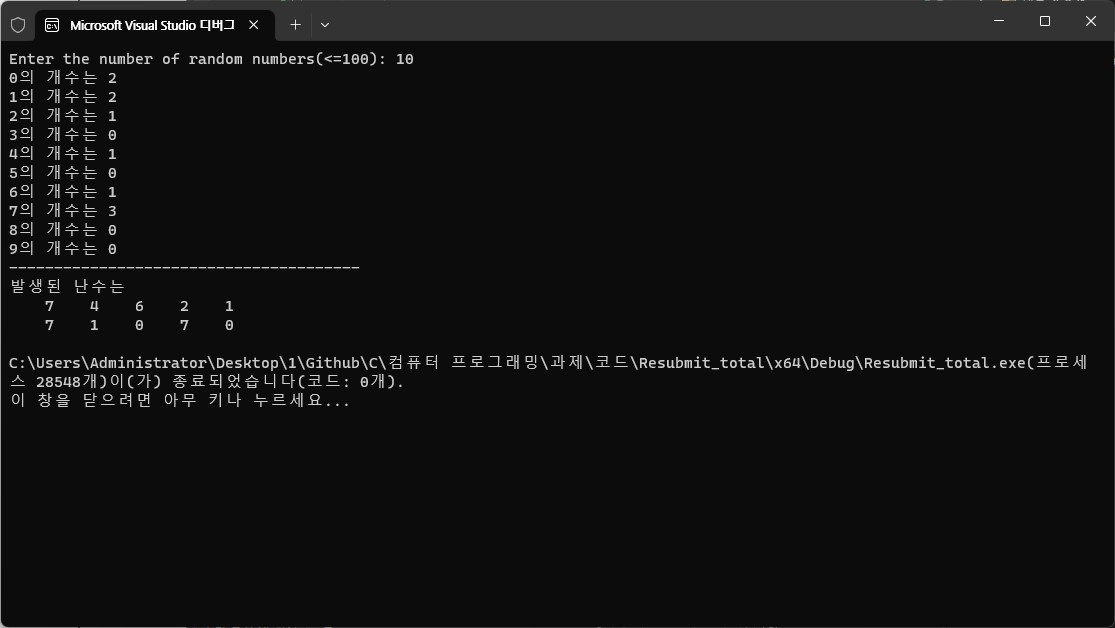 Microsoft Visual Studio 디버그
Enter the number of random numbers(<=100): 10
0의 개수는 2
1의 개수는 2
2의 개수는 1
3의 개수는 0
4의 개수는 1
5의 개수는 0
6의 개수는 1
7의 개수는 3
8의 개수는 0
9의 개수는 0
---------------------------------------
발생된 난수는
    7    4    6    2    1
    7    1    0    7    0
C:\Users\Administrator\Desktop\1\Github\C\컴퓨터 프로그래밍\과제\코드\Resubmit_total\x64\Debug\Resubmit_total.exe(프로세
스 28548개)이(가) 종료되었습니다(코드: 0개).
이 창을 닫으려면 아무 키나 누르세요...